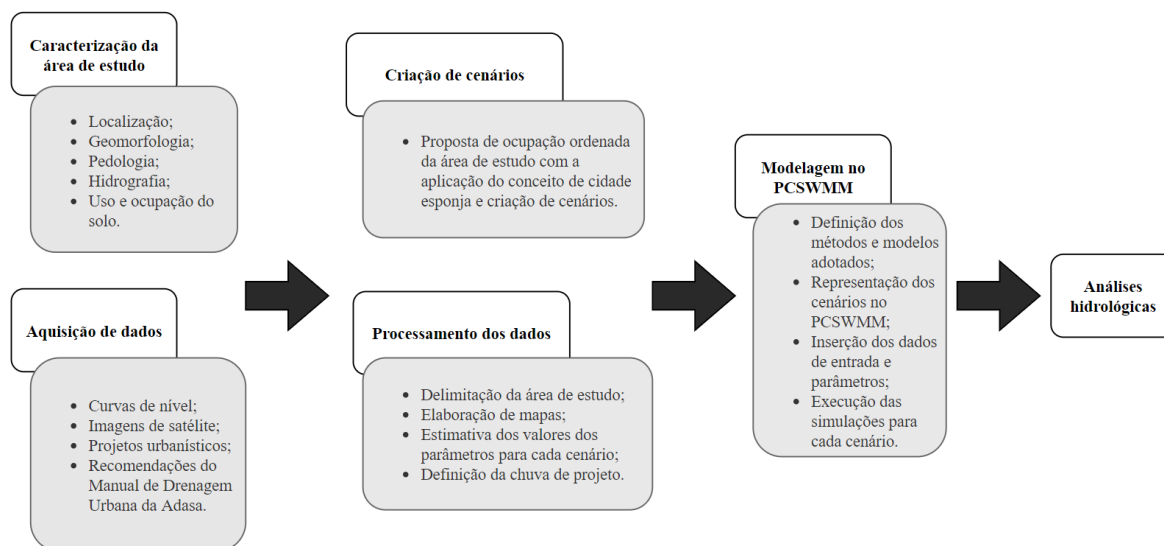 Caracterização da
área de estudo
• Localização;
• Geomorfologia;
• Pedologia;
• Hidrografia;
• Uso e ocupação do
solo.
Aquisição de dados
• Curvas de nível;
• Imagens de satélite;
• Projetos urbanísticos;
• Recomendações do
Manual de Drenagem
Urbana da Adasa.
Criação de cenários
• Proposta de ocupação ordenada
da área de estudo com a
aplicação do conceito de cidade
esponja e criação de cenários.
Processamento dos dados
• Delimitação da área de estudo;
• Elaboração de mapas;
• Estimativa dos valores dos
parâmetros para cada cenário;
• Definição da chuva de projeto.
Modelagem no
PCSWMM
• Definição dos
métodos e modelos
adotados;
• Representação dos
cenários no
PCSWMM;
• Inserção dos dados
de entrada e
parâmetros;
• Execução das
simulações para
cada cenário.
Análises
hidrológicas